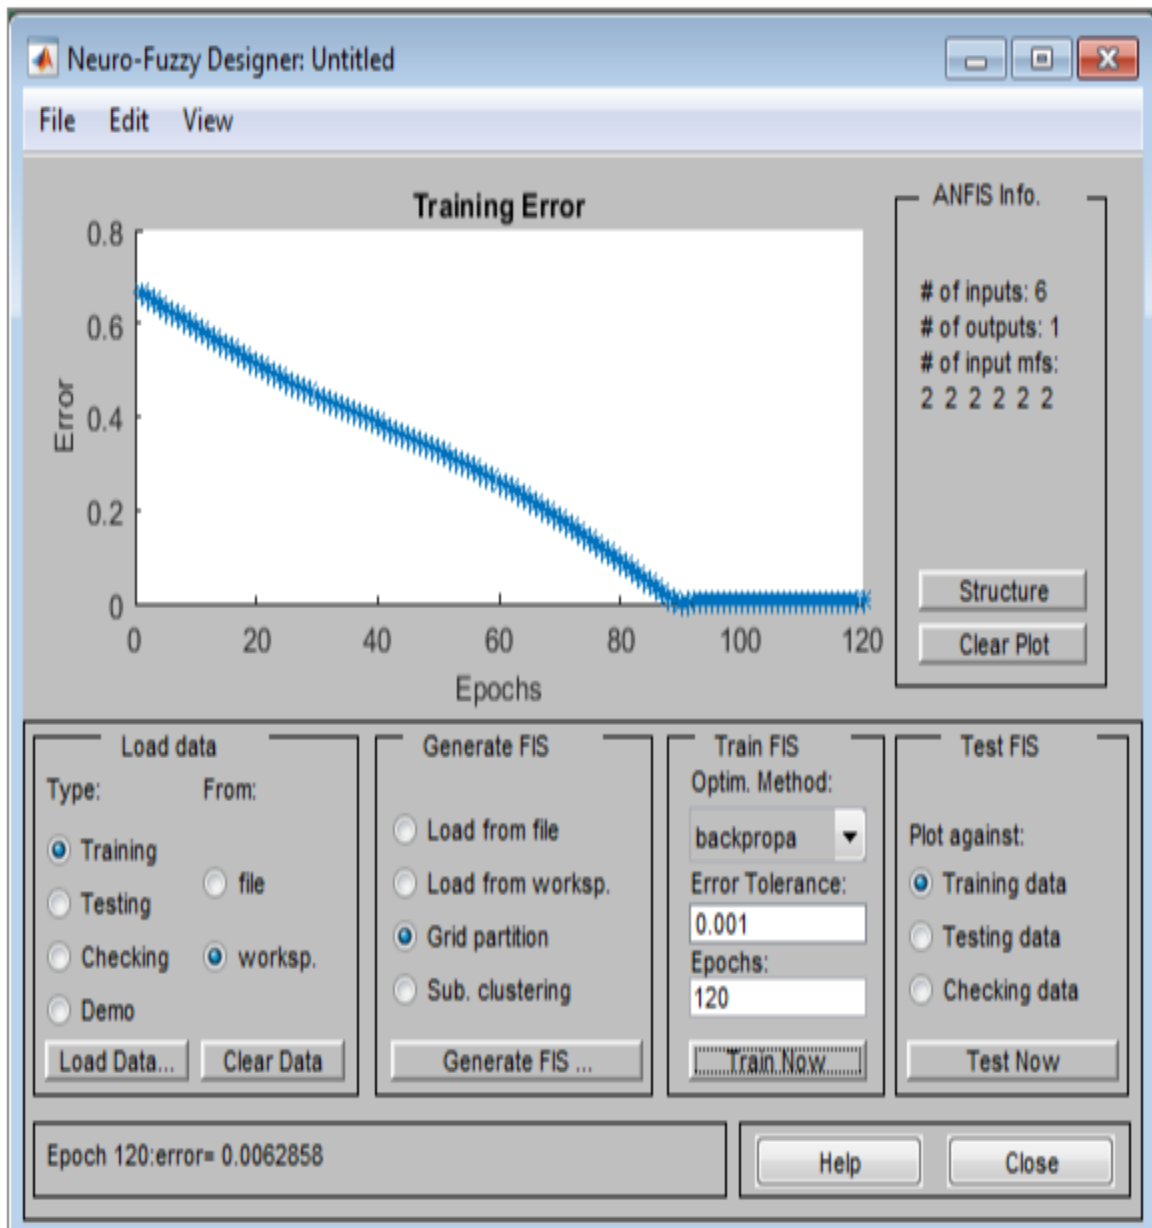 Neuro-Fuzzy Designer: Untitled
File Edit View
Training Error
0.8
0.6
0.4
0.2
0
Error
0 20 40 60 80 100 120
Epochs
ANFIS Info.
# of inputs: 6
# of outputs: 1
# of input mfs:
2 2 2 2 2 2
Structure
Clear Plot
Load data
Type: From:
Training
Testing
Checking
Demo
file
worksp.
Load Data... Clear Data
Generate FIS
Load from file
Load from worksp.
Grid partition
Sub. clustering
Generate FIS ...
Train FIS
Optim. Method:
backpropa
Error Tolerance:
0.001
Epochs:
120
Train Now
Test FIS
Plot against:
Training data
Testing data
Checking data
Test Now
Epoch 120:error= 0.0062858
Help Close